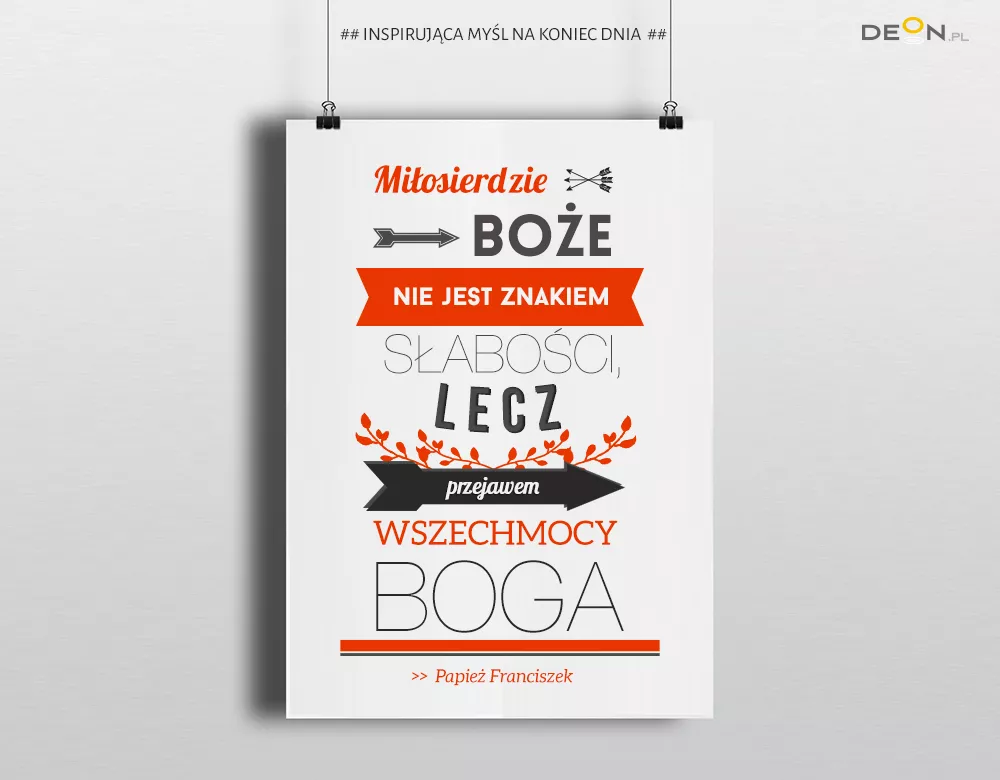 ## INSPIRUJĄCA MYŚL NA KONIEC DNIA ##
DEON.PL
Miłosierdzie
BOŻE
NIE JEST ZNAKIEM
SŁABOŚCI,
LECZ
przejawem
WSZECHMOCY
BOGA
>> Papież Franciszek